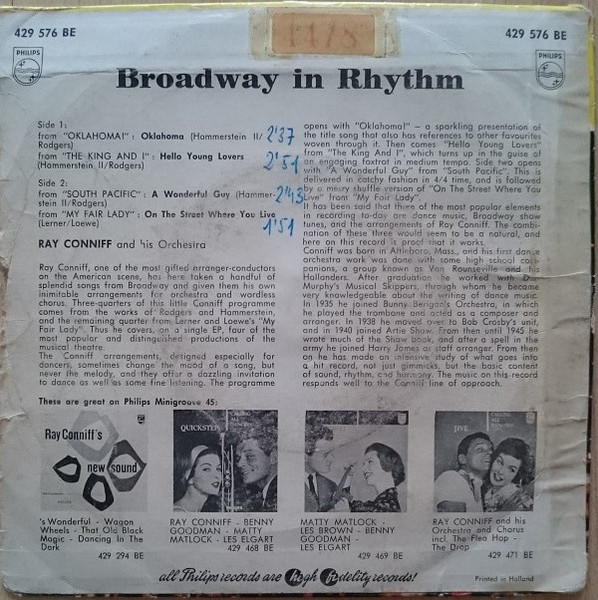 429 576 BE
1478
429 576 BE
PHILIPS
PHILIPS
Broadway in Rhythm
Side 1:
from "OKLAHOMA!" : Oklahoma (Hammerstein II/ 2'37
Rodgers)
from "THE KING AND I" : Hello Young Lovers 2'51
(Hammerstein II/Rodgers)
Side 2:
from "SOUTH PACIFIC" : A Wonderful Guy (Hammer- 2'43
stein II/Rodgers)
from "MY FAIR LADY" : On The Street Where You Live 1'51
(Lerner/Loewe)
RAY CONNIFF and his Orchestra
Ray Conniff, one of the most gifted arranger-conductors
on the American scene, has here taken a handful of
splendid songs from Broadway and given them his own
inimitable arrangements for orchestra and wordless
chorus. Three-quarters of this little Conniff programme
comes from the works of Rodgers and Hammerstein,
and the remaining quarter from Lerner and Loewe's "My
Fair Lady". Thus he covers, on a single EP, four of the
most popular and distinguished productions of the
musical theatre.
The Conniff arrangements, designed especially for
dancers, sometimes change the mood of a song, but
never the melody, and they offer a dazzling invitation
to dance as well as some fine listening. The programme
opens with "Oklahoma!" – a sparkling presentation of
the title song that also has references to other favourites
woven through it. Then comes "Hello Young Lovers"
from "The King And I", which turns up in the guise of
an engaging foxtrot in medium tempo. Side two opens
with "A Wonderful Guy" from "South Pacific". This is
delivered in catchy fashion in 4/4 time, and is followed
by a merry shuffle version of "On The Street Where You
Live" from "My Fair Lady".
It has been said that three of the most popular elements
in recording to-day are dance music, Broadway show
tunes, and the arrangements of Ray Conniff. The combi-
nation of these three would seem to be a natural, and
here on this record is proof that it works.
Conniff was born in Attleboro, Mass., and his first dance
orchestra work was done with some high school com-
panions, a group known as Van Rounseville and his
Hollanders. After graduation he worked with Dan
Murphy's Musical Skippers, through whom he became
very knowledgeable about the writing of dance music.
In 1935 he joined Bunny Berigan's Orchestra, in which
he played the trombone and acted as a composer and
arranger. In 1938 he moved over to Bob Crosby's unit,
and in 1940 joined Artie Shaw. From then until 1945 he
wrote much of the Shaw book, and after a spell in the
army he joined Harry James as staff arranger. From then
on he has made an intensive study of what goes into
a hit record, not just gimmicks, but the basic content
of sound, rhythm, and harmony. The music on this record
responds well to the Conniff line of approach.
These are great on Philips Minigroove 45:
Ray Conniff's
new sound
QUICKSTEP
JIVE
's Wonderful - Wagon
Wheels - That Old Black
Magic - Dancing In The
Dark
429 294 BE
RAY CONNIFF - BENNY
GOODMAN - MATTY
MATLOCK - LES ELGART
429 468 BE
MATTY MATLOCK -
LES BROWN - BENNY
GOODMAN -
LES ELGART
429 469 BE
RAY CONNIFF and his
Orchestra and Chorus
incl. The Flea Hop -
The Drop
429 471 BE
all Philips records are high fidelity records!
Printed in Holland